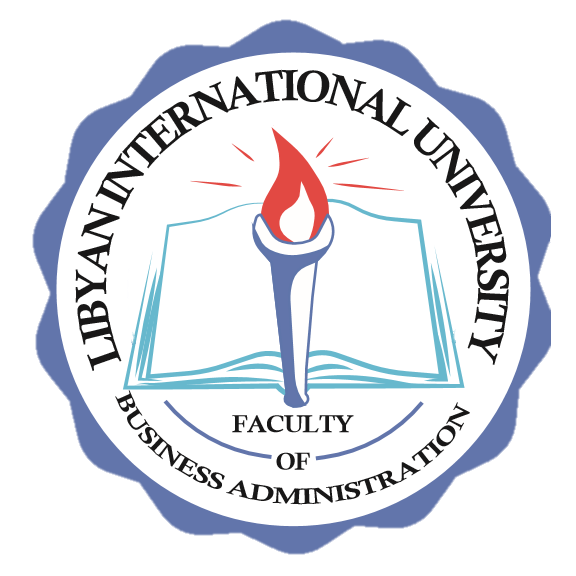 LIBYAN INTERNATIONAL UNIVERSITY
FACULTY
OF
BUSINESS ADMINISTRATION